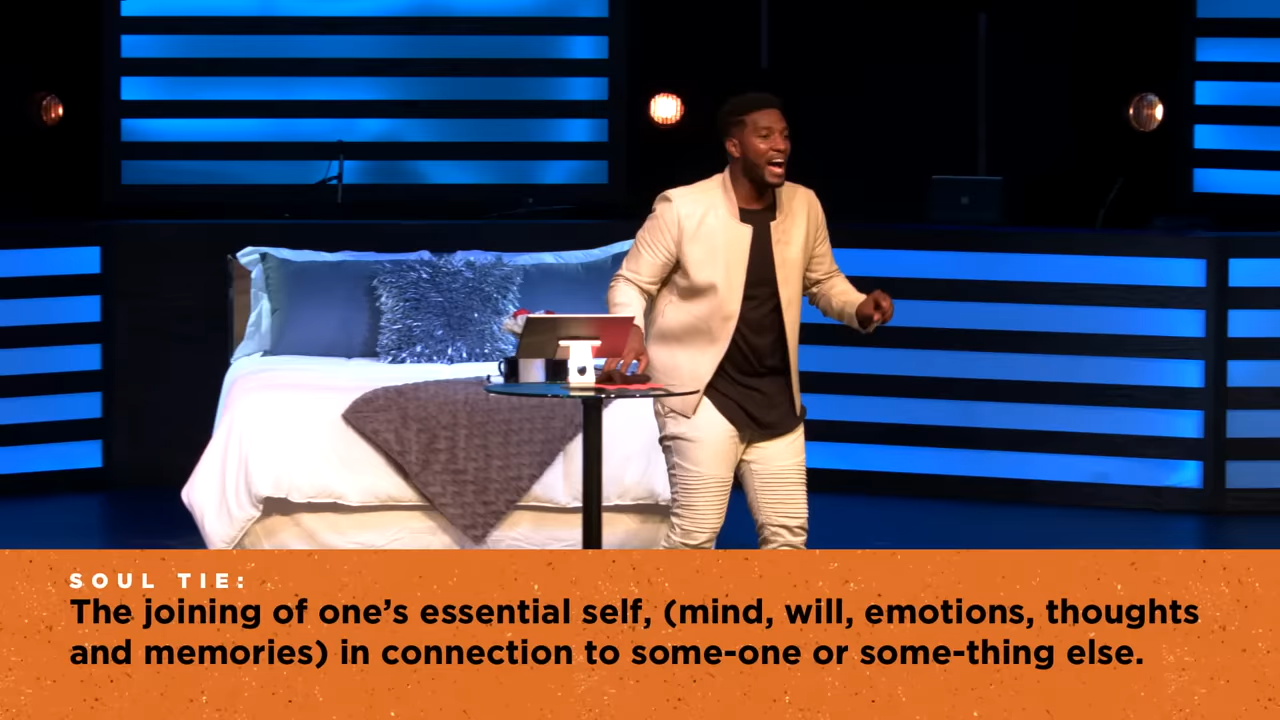 SOUL TIE:
The joining of one’s essential self, (mind, will, emotions, thoughts
and memories) in connection to some-one or some-thing else.